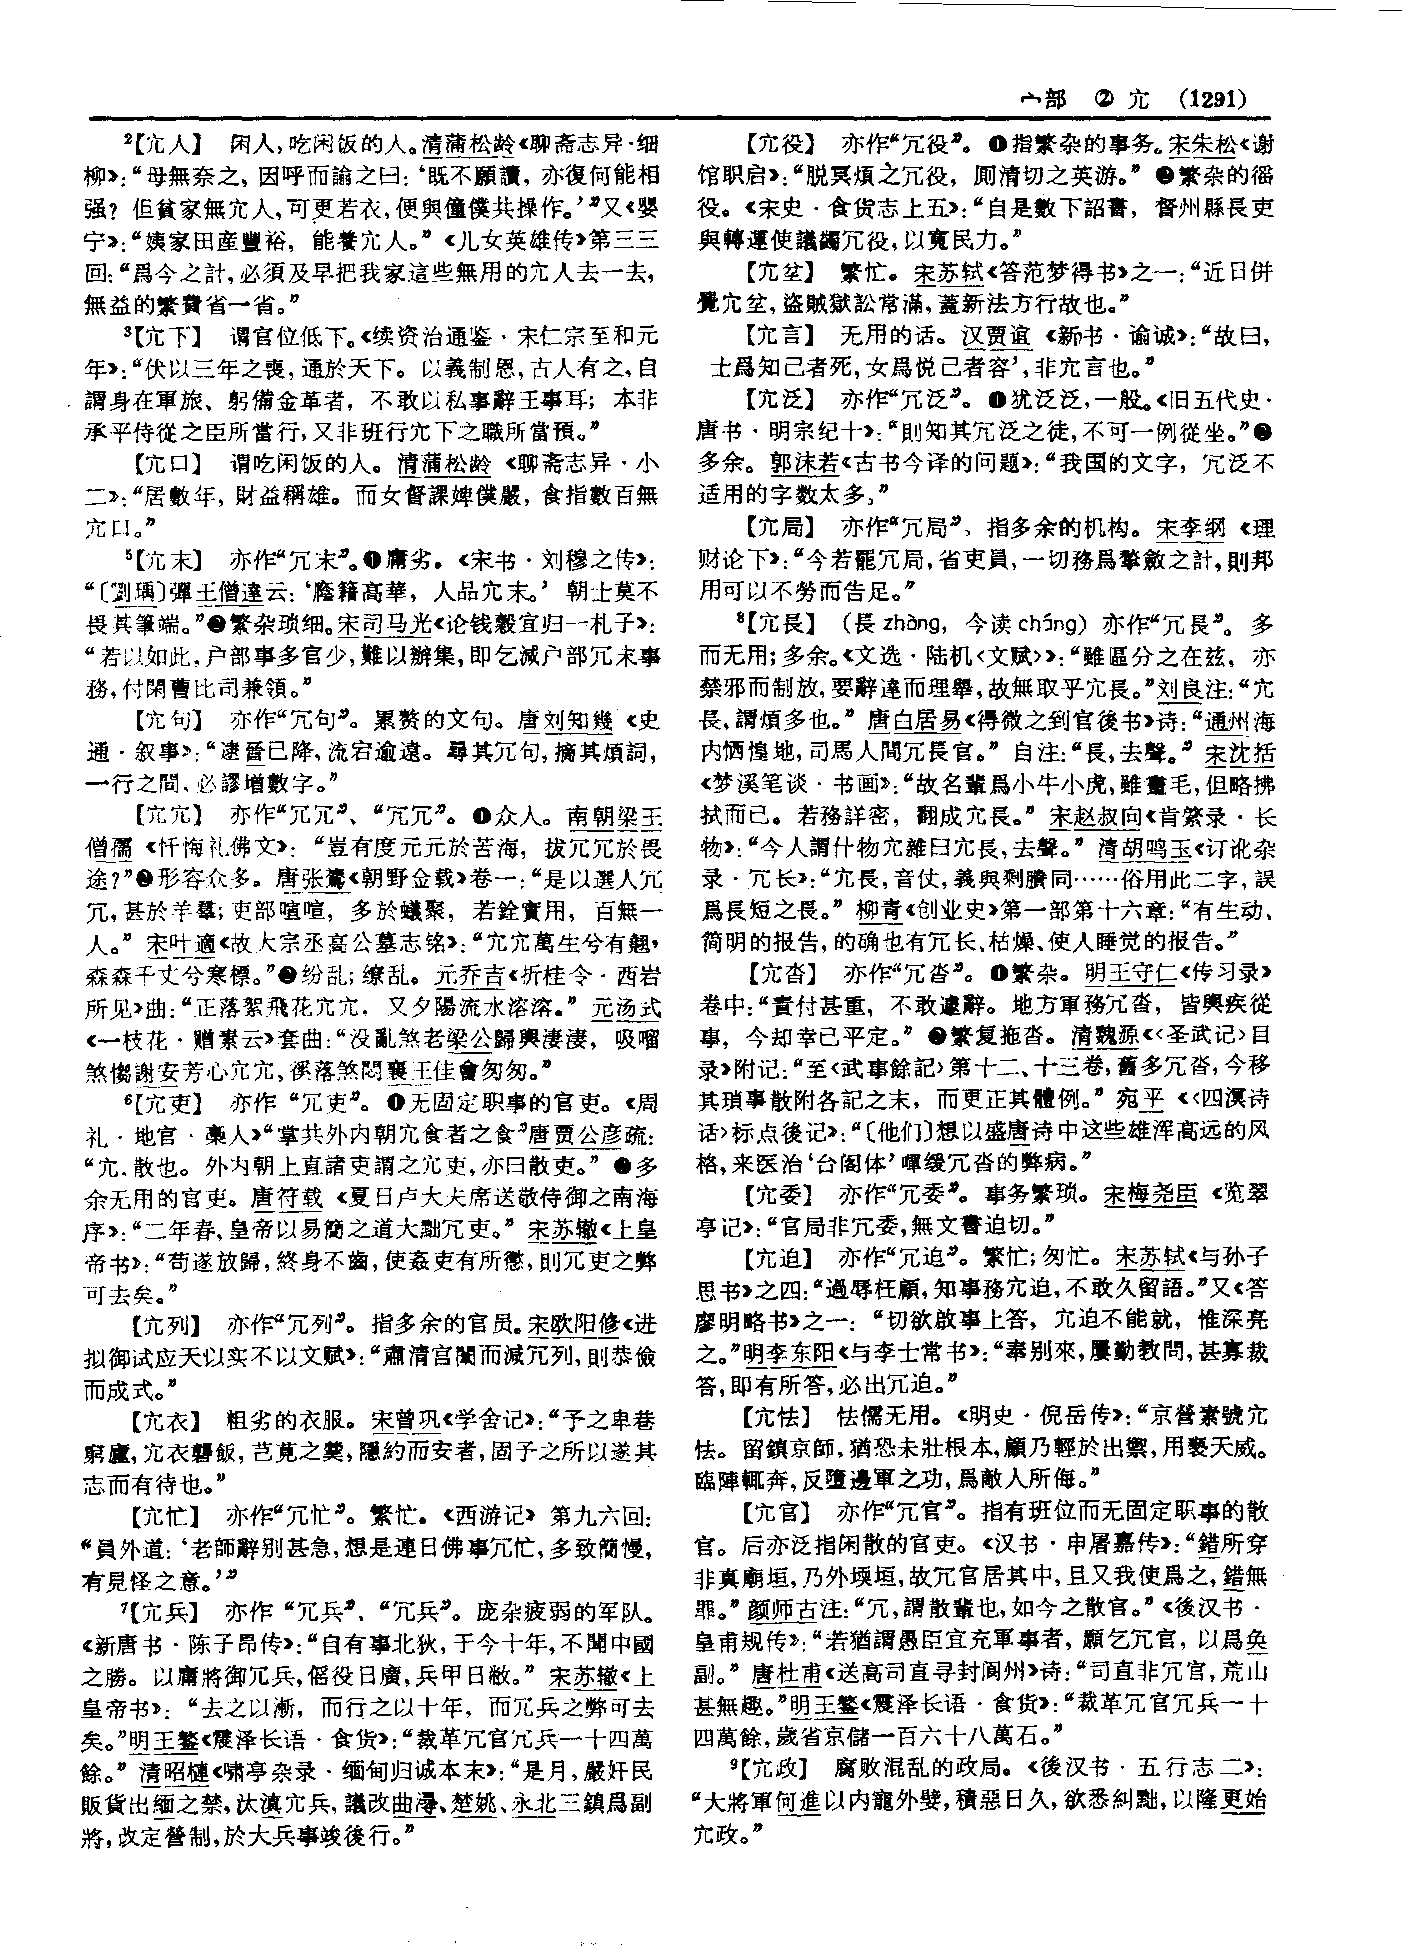 宀部 ② 宂 (1291)
²【宂人】 闲人,吃闲饭的人。清蒲松龄《聊斋志异·细
柳》:“母無奈之,因呼而諭之曰:‘既不願讀,亦復何能相
强?但貧家無宂人,可更若衣,便與僮僕共操作。’”又《婴
宁》:“姨家田産豐裕,能養宂人。”《儿女英雄传》第三三
回:“爲今之計,必須及早把我家這些無用的宂人去一去,
無益的繁費省一省。”
³【宂下】 谓官位低下。《续资治通鉴·宋仁宗至和元
年》:“伏以三年之喪,通於天下。以義制恩,古人有之,自
謂身在軍旅、躬備金革者,不敢以私事辭王事耳;本非
承平侍從之臣所當行,又非班行宂下之職所當預。”
【宂口】 谓吃闲饭的人。清蒲松龄《聊斋志异·小
二》:“居數年,財益稱雄。而女督課婢僕嚴,食指數百無
宂口。”
⁵【宂末】 亦作“冗末”。❶庸劣。《宋书·刘穆之传》:
“〔劉瑀〕彈王僧達云:‘廕籍高華,人品宂末。’朝士莫不
畏其筆端。”❷繁杂琐细。宋司马光《论钱穀宜归一札子》:
“若以如此,户部事多官少,難以辦集,即乞減户部冗末事
務,付閑曹比司兼領。”
【宂句】 亦作“冗句”。累赘的文句。唐刘知幾《史
通·叙事》:“逮晉已降,流宕逾遠。尋其冗句,摘其煩詞,
一行之間,必謬增數字。”
【宂宂】 亦作“冗冗”、“冗冗”。❶众人。南朝梁王
僧孺《忏悔礼佛文》:“豈有度元元於苦海,拔冗冗於畏
途?”❷形容众多。唐张鷟《朝野佥载》卷一:“是以選人冗
冗,甚於羊羣;吏部喧喧,多於蟻聚,若銓實用,百無一
人。”宋叶適《故大宗丞高公墓志铭》:“宂宂萬生兮有翹,
森森千丈兮寒標。”❸纷乱;缭乱。元乔吉《折桂令·西岩
所见》曲:“正落絮飛花宂宂,又夕陽流水溶溶。”元汤式
《一枝花·赠素云》套曲:“没亂煞老梁公歸興淒淒,吸嚠
煞㑳謝安芳心宂宂,傒落煞悶襄王佳會匆匆。”
⁶【宂吏】 亦作“冗吏”。❶无固定职事的官吏。《周
礼·地官·槀人》“掌共外内朝宂食者之食”唐贾公彦疏:
“宂,散也。外内朝上直諸吏謂之宂吏,亦曰散吏。”❷多
余无用的官吏。唐符载《夏日卢大夫席送敬侍御之南海
序》:“二年春,皇帝以易簡之道大黜冗吏。”宋苏辙《上皇
帝书》:“苟遂放歸,終身不齒,使姦吏有所懲,則冗吏之弊
可去矣。”
【宂列】 亦作“冗列”。指多余的官员。宋欧阳修《进
拟御试应天以实不以文赋》:“肅清宫闈而減冗列,則恭儉
而成式。”
【宂衣】 粗劣的衣服。宋曾巩《学舍记》:“予之卑巷
窮廬,宂衣礱飯,芑莧之羹,隱約而安者,固予之所以遂其
志而有待也。”
【宂忙】 亦作“冗忙”。繁忙。《西游记》第九六回:
“員外道:‘老師辭别甚急,想是連日佛事冗忙,多致簡慢,
有見怪之意。’”
⁷【宂兵】 亦作“冗兵”、“冗兵”。庞杂疲弱的军队。
《新唐书·陈子昂传》:“自有事北狄,于今十年,不聞中國
之勝。以庸將御冗兵,徭役日廣,兵甲日敝。”宋苏辙《上
皇帝书》:“去之以漸,而行之以十年,而冗兵之弊可去
矣。”明王鏊《震泽长语·食货》:“裁革冗官冗兵一十四萬
餘。”清昭槤《啸亭杂录·缅甸归诚本末》:“是月,嚴奸民
販貨出緬之禁,汰滇宂兵,議改曲尋、楚姚、永北三鎮爲副
將,改定營制,於大兵事竣後行。”
【宂役】 亦作“冗役”。❶指繁杂的事务。宋朱松《谢
馆职启》:“脱冥煩之冗役,厠清切之英游。”❷繁杂的徭
役。《宋史·食货志上五》:“自是數下詔書,督州縣長吏
與轉運使議蠲冗役,以寬民力。”
【宂坌】 繁忙。宋苏轼《答范梦得书》之一:“近日併
覺宂坌,盗賊獄訟常滿,蓋新法方行故也。”
【宂言】 无用的话。汉贾谊《新书·谕诚》:“故曰,
士爲知己者死,女爲悦己者容’,非宂言也。”
【宂泛】 亦作“冗泛”。❶犹泛泛,一般。《旧五代史·
唐书·明宗纪十》:“則知其冗泛之徒,不可一例從坐。”❷
多余。郭沫若《古书今译的问题》:“我国的文字,冗泛不
适用的字数太多,”
【宂局】 亦作“冗局”,指多余的机构。宋李纲《理
财论下》:“今若罷冗局,省吏員,一切務爲撙斂之計,則邦
用可以不勞而告足。”
⁸【宂長】 (長zhàng,今读cháng)亦作“冗長”。多
而无用;多余。《文选·陆机〈文赋〉》:“雖區分之在兹,亦
禁邪而制放,要辭達而理舉,故無取乎宂長。”刘良注:“宂
長,謂煩多也。”唐白居易《得微之到官後书》诗:“通州海
内恓惶地,司馬人間冗長官。”自注:“長,去聲。”宋沈括
《梦溪笔谈·书画》:“故名輩爲小牛小虎,雖畫毛,但略拂
拭而已。若務詳密,翻成宂長。”宋赵叔向《肯綮录·长
物》:“今人謂什物宂雜曰宂長,去聲。”清胡鸣玉《订讹杂
录·冗长》:“宂長,音仗,義與剩賸同……俗用此二字,誤
爲長短之長。”柳青《创业史》第一部第十六章:“有生动、
简明的报告,的确也有冗长、枯燥、使人睡觉的报告。”
【宂沓】 亦作“冗沓”。❶繁杂。明王守仁《传习录》
卷中:“責付甚重,不敢遽辭。地方軍務冗沓,皆輿疾從
事,今却幸已平定。”❷繁复拖沓。清魏源《〈圣武记〉目
录》附记:“至《武事餘記》第十二、十三卷,舊多冗沓,今移
其瑣事散附各記之末,而更正其體例。”宛平《〈四溟诗
话〉标点後记》:“〔他们〕想以盛唐诗中这些雄浑高远的风
格,来医治‘台阁体’嘽缓冗沓的弊病。”
【宂委】 亦作“冗委”。事务繁琐。宋梅尧臣《览翠
亭记》:“官局非冗委,無文書迫切。”
【宂迫】 亦作“冗迫”。繁忙;匆忙。宋苏轼《与孙子
思书》之四:“過辱枉顧,知事務宂迫,不敢久留語。”又《答
廖明略书》之一:“切欲啟事上答,宂迫不能就,惟深亮
之。”明李东阳《与李士常书》:“奉别來,屢勤教問,甚寡裁
答,即有所答,必出冗迫。”
【宂怯】 怯懦无用。《明史·倪岳传》:“京營素號宂
怯。留鎮京師,猶恐未壯根本,顧乃輕於出禦,用褻天威。
臨陣輒奔,反墮邊軍之功,爲敵人所侮。”
【宂官】 亦作“冗官”。指有班位而无固定职事的散
官。后亦泛指闲散的官吏。《汉书·申屠嘉传》:“錯所穿
非真廟垣,乃外堧垣,故冗官居其中,且又我使爲之,錯無
罪。”颜师古注:“冗,謂散輩也,如今之散官。”《後汉书·
皇甫规传》:“若猶謂愚臣宜充軍事者,願乞冗官,以爲奂
副。”唐杜甫《送高司直寻封阆州》诗:“司直非冗官,荒山
甚無趣。”明王鏊《震泽长语·食货》:“裁革冗官冗兵一十
四萬餘,歲省京儲一百六十八萬石。”
⁹【宂政】 腐败混乱的政局。《後汉书·五行志二》:
“大將軍何進以内寵外嬖,積惡日久,欲悉糾黜,以隆更始
宂政。”